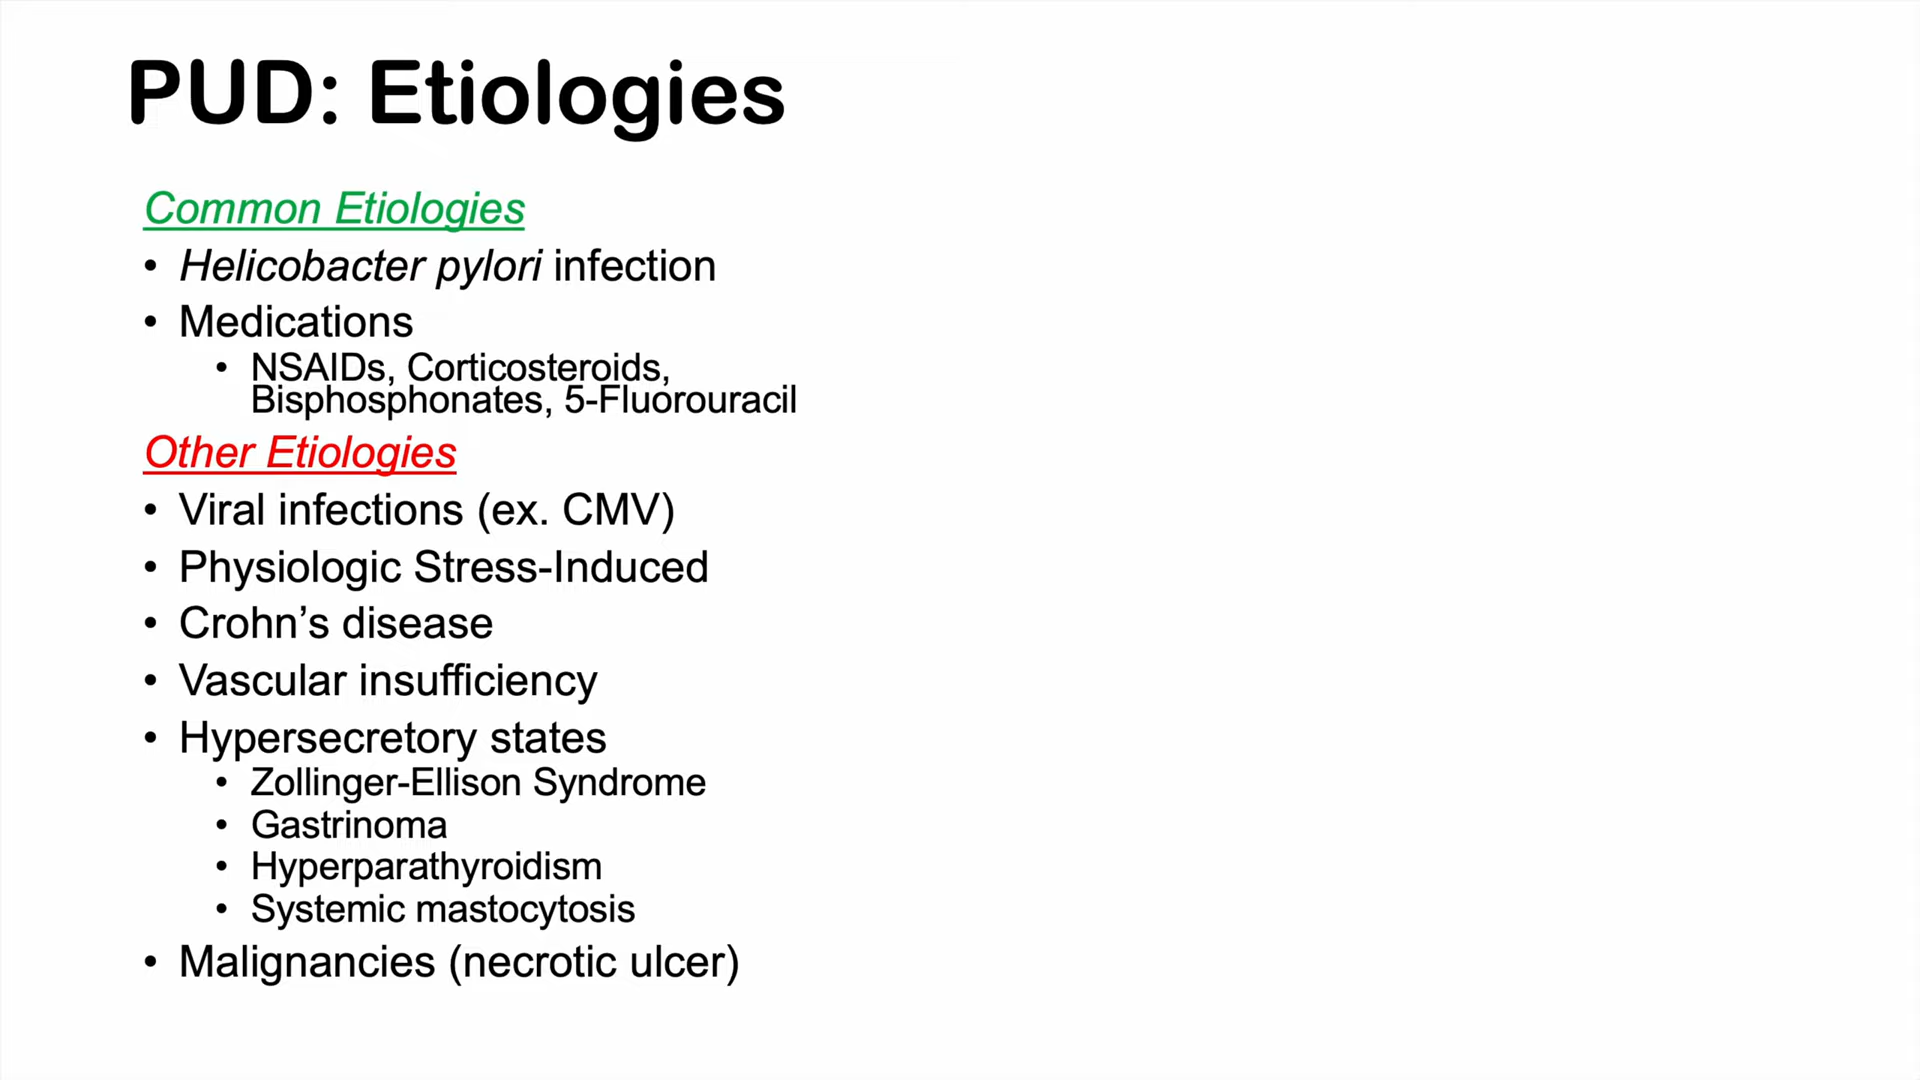 PUD: Etiologies
Common Etiologies
• Helicobacter pylori infection
• Medications
• NSAIDs, Corticosteroids,
Bisphosphonates, 5-Fluorouracil
Other Etiologies
• Viral infections (ex. CMV)
• Physiologic Stress-Induced
• Crohn’s disease
• Vascular insufficiency
• Hypersecretory states
• Zollinger-Ellison Syndrome
• Gastrinoma
• Hyperparathyroidism
• Systemic mastocytosis
• Malignancies (necrotic ulcer)